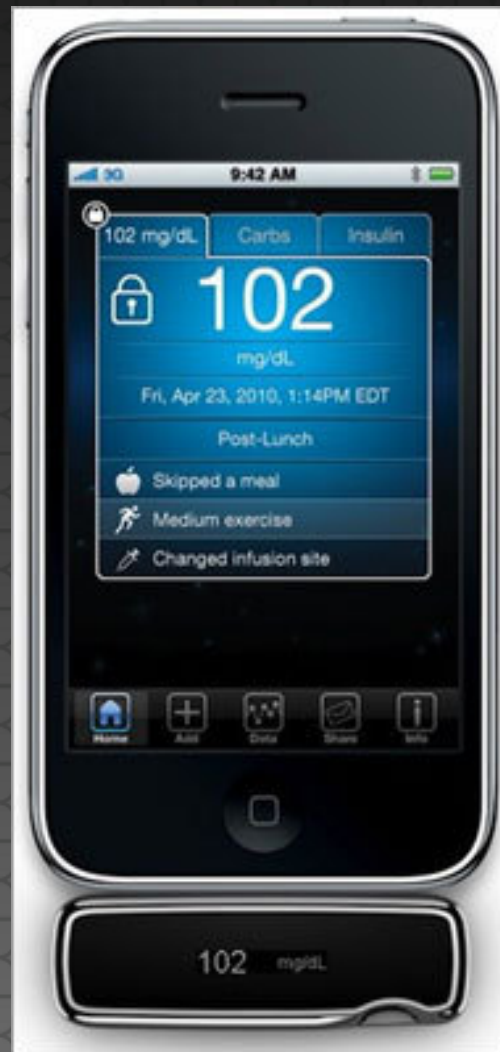 3G 9:42 AM
102 mg/dL Carbs Insulin
102
mg/dL
Fri, Apr 23, 2010, 1:14PM EDT
Post-Lunch
Skipped a meal
Medium exercise
Changed infusion site
Home Add Data Share Info
102 mg/dL